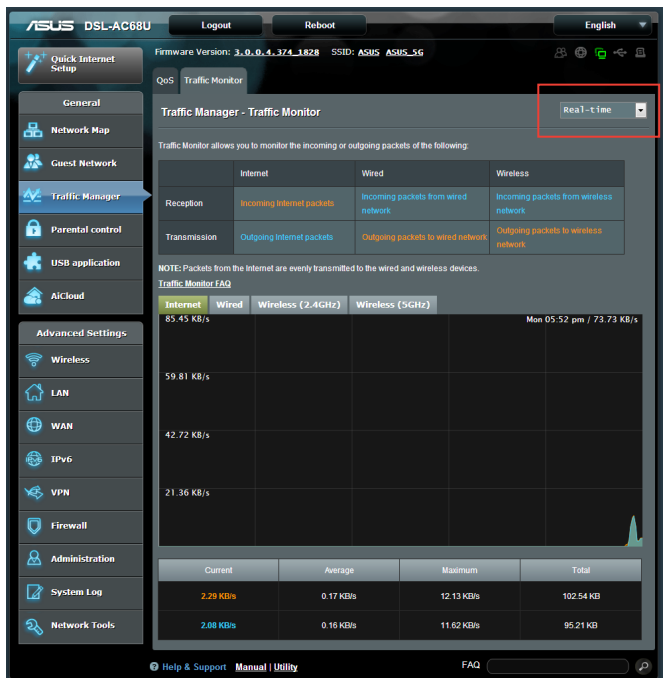 ASUS DSL-AC68U Logout Reboot English
Quick Internet Setup
Firmware Version: 3.0.0.4.374_1828 SSID: ASUS ASUS_5G
QoS Traffic Monitor
General
Network Map
Guest Network
Traffic Manager
Parental control
USB application
AiCloud
Advanced Settings
Wireless
LAN
WAN
IPv6
VPN
Firewall
Administration
System Log
Network Tools
Traffic Manager - Traffic Monitor Real-time
Traffic Monitor allows you to monitor the incoming or outgoing packets of the following:
Internet Wired Wireless
Reception Incoming Internet packets Incoming packets from wired network Incoming packets from wireless network
Transmission Outgoing Internet packets Outgoing packets to wired network Outgoing packets to wireless network
NOTE: Packets from the Internet are evenly transmitted to the wired and wireless devices.
Traffic Monitor FAQ
Internet Wired Wireless (2.4GHz) Wireless (5GHz)
85.45 KB/s Mon 05:52 pm / 73.73 KB/s
59.81 KB/s
42.72 KB/s
21.36 KB/s
Current Average Maximum Total
2.29 KB/s 0.17 KB/s 12.13 KB/s 102.54 KB
2.08 KB/s 0.16 KB/s 11.62 KB/s 95.21 KB
Help & Support Manual | Utility FAQ